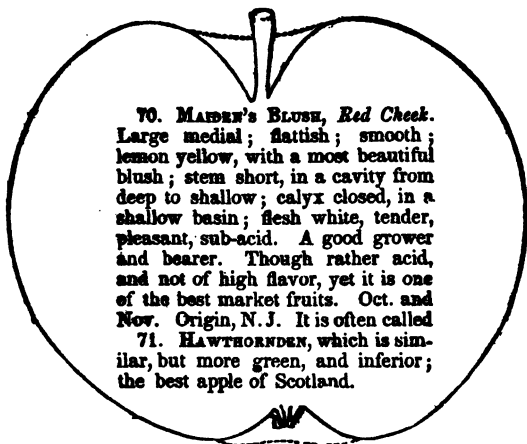 70. MAIDEN'S BLUSH, Red Cheek.
Large medial; flattish; smooth;
lemon yellow, with a most beautiful
blush; stem short, in a cavity from
deep to shallow; calyx closed, in a
shallow basin; flesh white, tender,
pleasant, sub-acid. A good grower
and bearer. Though rather acid,
and not of high flavor, yet it is one
of the best market fruits. Oct. and
Nov. Origin, N. J. It is often called
71. HAWTHORNDEN, which is sim-
ilar, but more green, and inferior;
the best apple of Scotland.